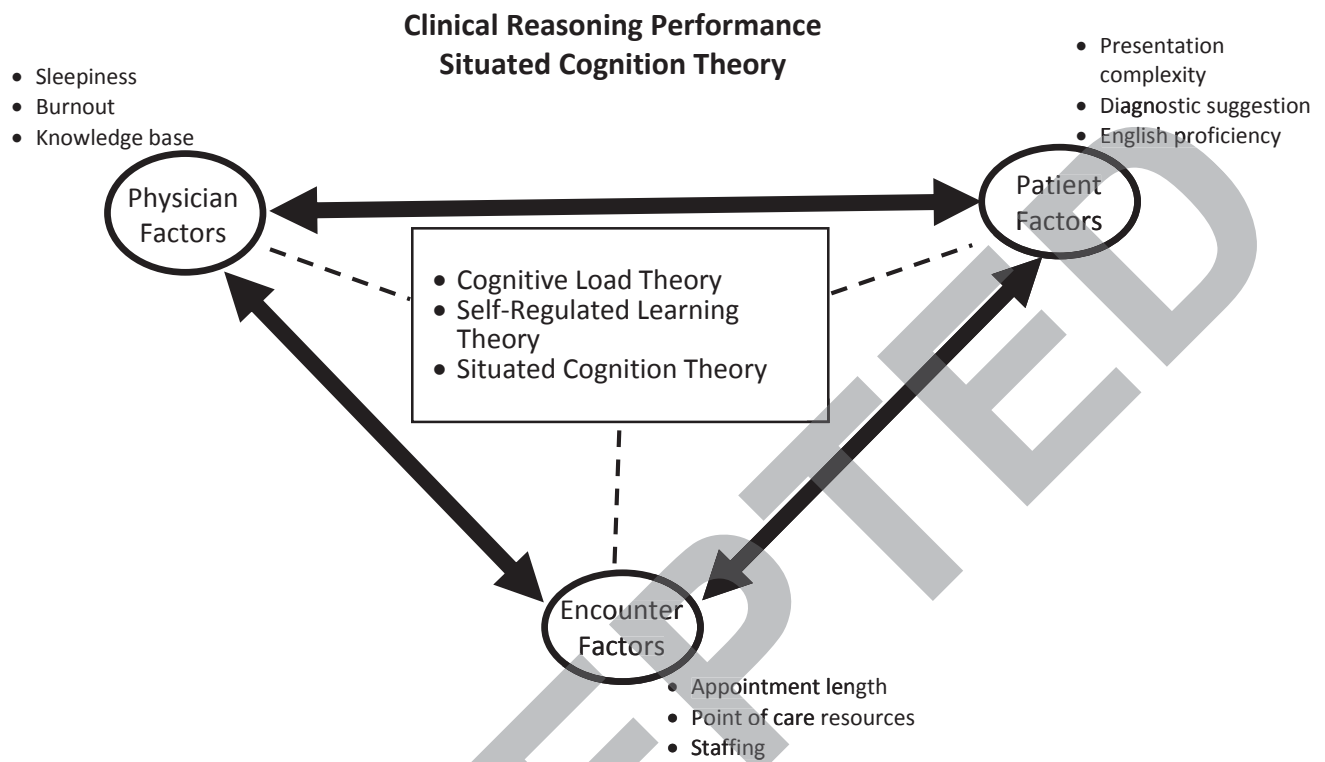 Clinical Reasoning Performance
Situated Cognition Theory
• Sleepiness
• Burnout
• Knowledge base
• Presentation
complexity
• Diagnostic suggestion
• English proficiency
Physician
Factors
Patient
Factors
• Cognitive Load Theory
• Self-Regulated Learning
Theory
• Situated Cognition Theory
Encounter
Factors
• Appointment length
• Point of care resources
• Staffing
EPTED